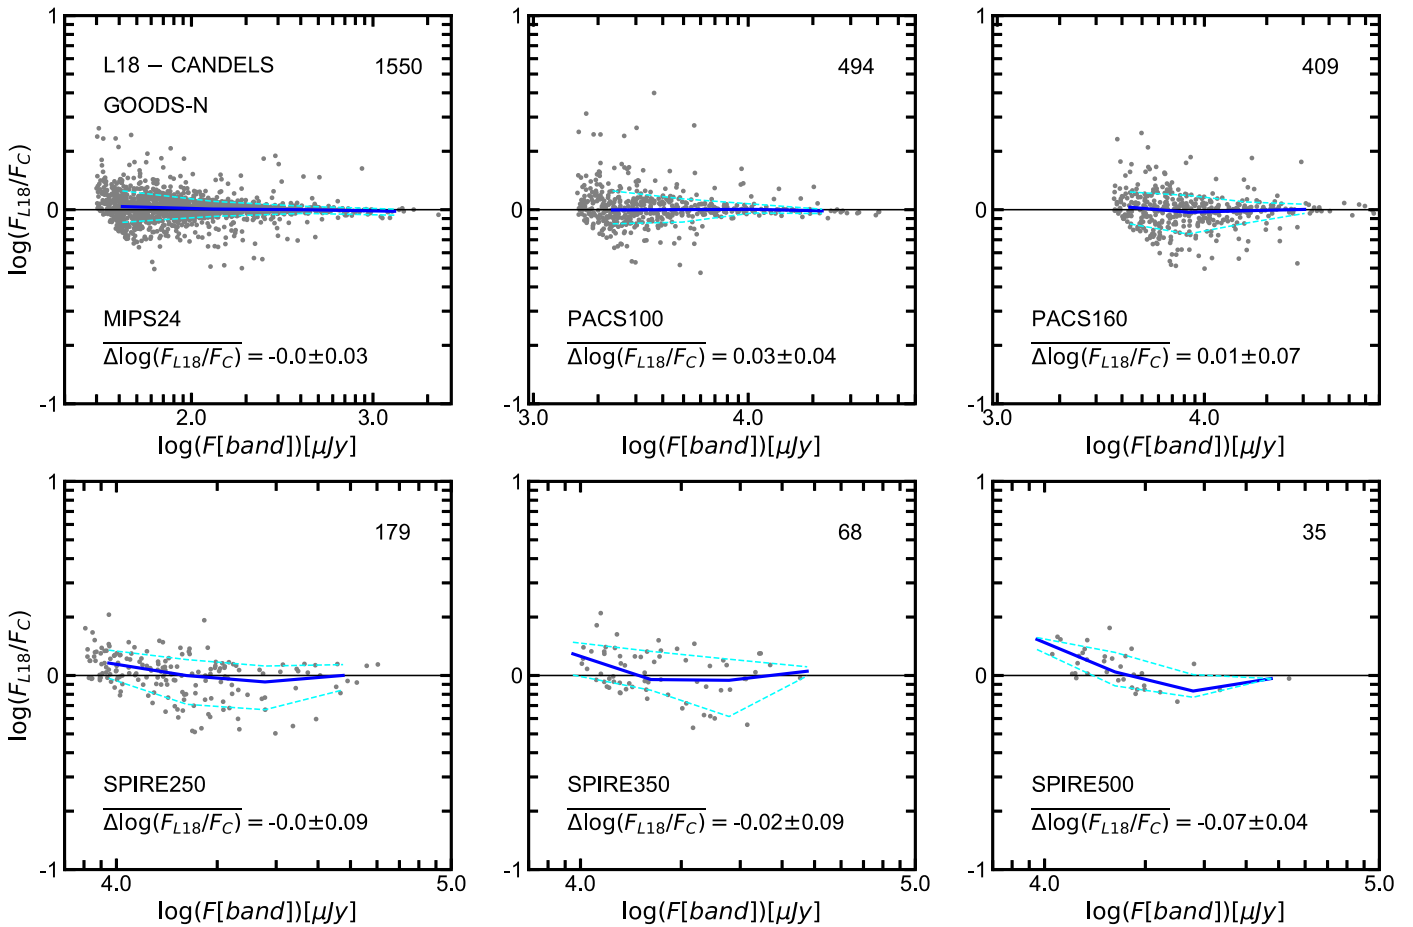 1
L18 − CANDELS
1550
GOODS-N
log(F_L18/F_C)
0
MIPS24
Δlog(F_L18/F_C) = -0.0±0.03
-1
2.0 3.0
log(F[band])[μJy]
1
494
0
PACS100
Δlog(F_L18/F_C) = 0.03±0.04
-1
3.0 4.0
log(F[band])[μJy]
1
409
0
PACS160
Δlog(F_L18/F_C) = 0.01±0.07
-1
3.0 4.0
log(F[band])[μJy]
1
179
log(F_L18/F_C)
0
SPIRE250
Δlog(F_L18/F_C) = -0.0±0.09
-1
4.0 5.0
log(F[band])[μJy]
1
68
0
SPIRE350
Δlog(F_L18/F_C) = -0.02±0.09
-1
4.0 5.0
log(F[band])[μJy]
1
35
0
SPIRE500
Δlog(F_L18/F_C) = -0.07±0.04
-1
4.0 5.0
log(F[band])[μJy]